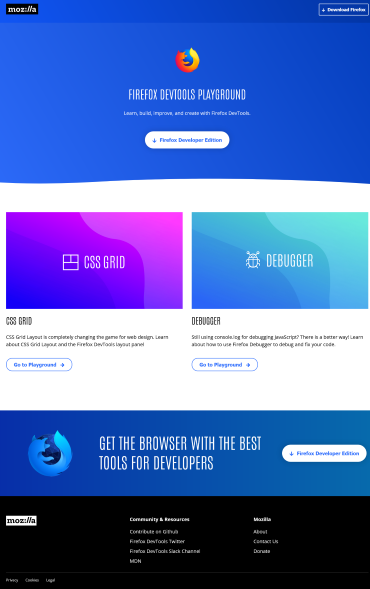 moz://a
Download Firefox
FIREFOX DEVTOOLS PLAYGROUND
Learn, build, improve, and create with Firefox DevTools.
Firefox Developer Edition
CSS GRID
DEBUGGER
CSS GRID
CSS Grid Layout is completely changing the game for web design. Learn
about CSS Grid Layout and the Firefox DevTools layout panel
Go to Playground
DEBUGGER
Still using console.log for debugging JavaScript? There is a better way! Learn
about how to use Firefox Debugger to debug and fix your code.
Go to Playground
GET THE BROWSER WITH THE BEST
TOOLS FOR DEVELOPERS
Firefox Developer Edition
moz://a
Community & Resources
Contribute on Github
Firefox DevTools Twitter
Firefox DevTools Slack Channel
MDN
Mozilla
About
Contact Us
Donate
Privacy
Cookies
Legal